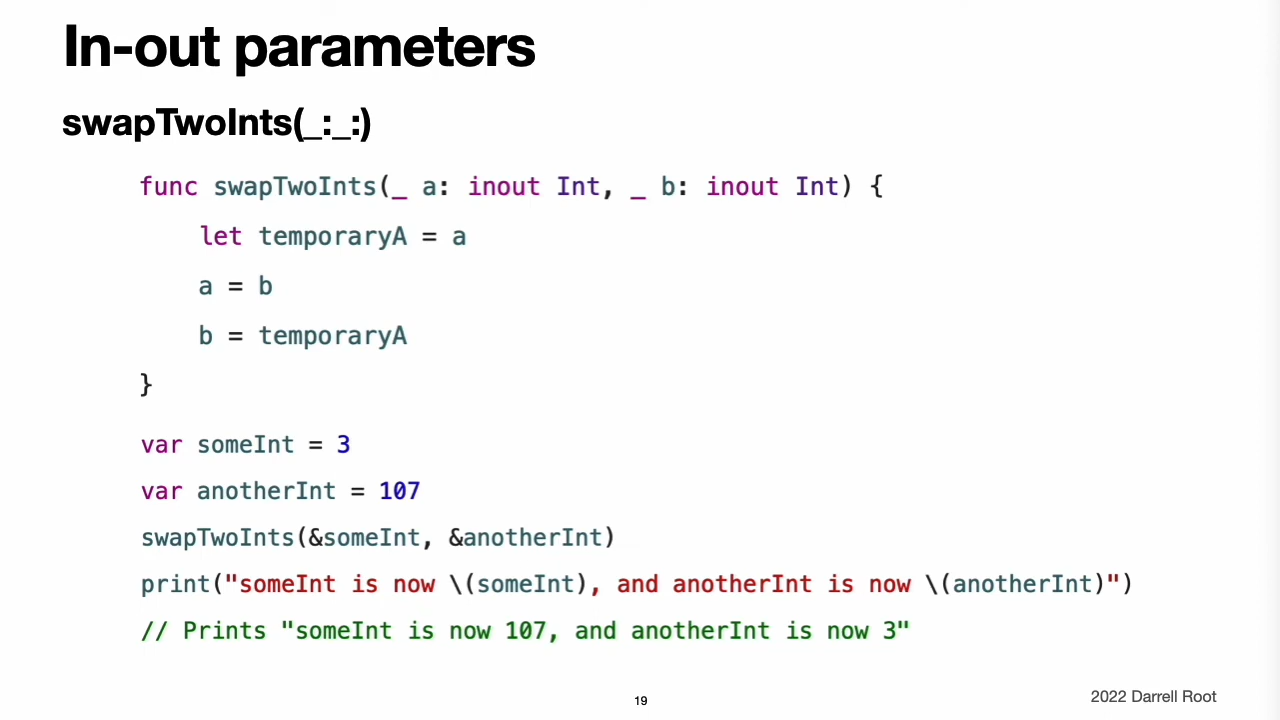 In-out parameters
swapTwoInts(_:_:)
func swapTwoInts(_ a: inout Int, _ b: inout Int) {
let temporaryA = a
a = b
b = temporaryA
}
var someInt = 3
var anotherInt = 107
swapTwoInts(&someInt, &anotherInt)
print("someInt is now \(someInt), and anotherInt is now \(anotherInt)")
// Prints "someInt is now 107, and anotherInt is now 3"
19
2022 Darrell Root